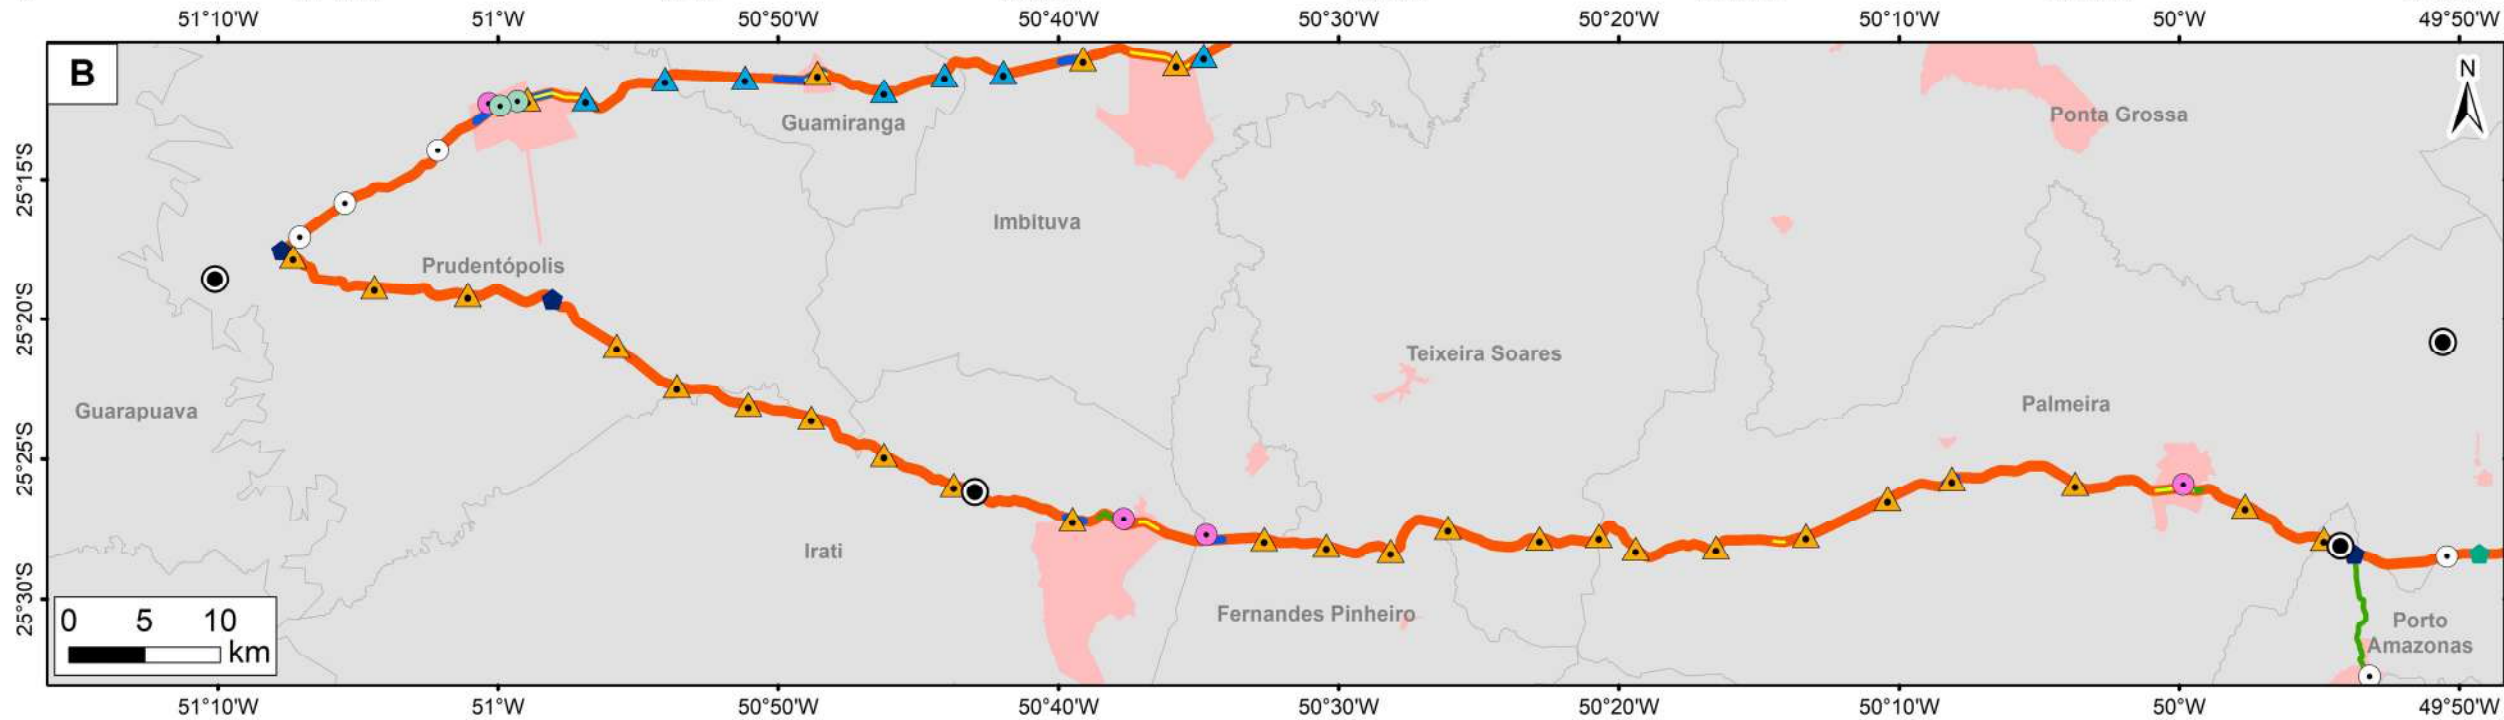 51°10'W 51°W 50°50'W 50°40'W 50°30'W 50°20'W 50°10'W 50°W 49°50'W
B
N
Ponta Grossa
Guamiranga
25°15'S
Imbituva
Prudentópolis
25°20'S
Teixeira Soares
Palmeira
Guarapuava
25°25'S
Irati
25°30'S
Fernandes Pinheiro
Porto
Amazonas
0 5 10
km
51°10'W 51°W 50°50'W 50°40'W 50°30'W 50°20'W 50°10'W 50°W 49°50'W